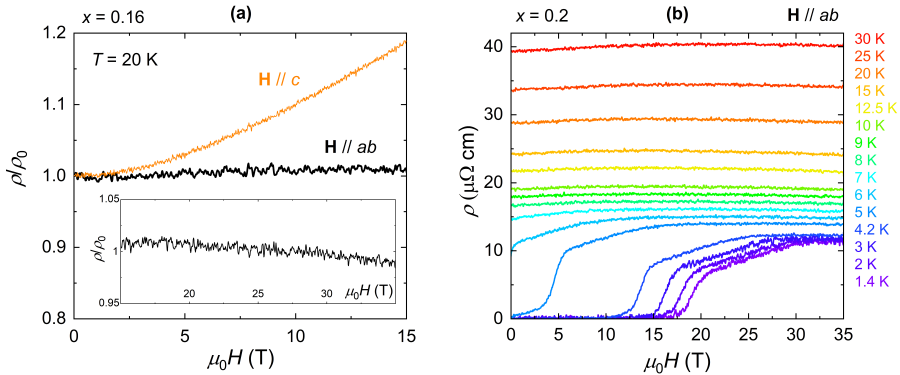 x = 0.16
(a)
1.2
1.1
1.0
0.9
0.8
ρ/ρ0
T = 20 K
H // c
H // ab
1.05
1
0.95
ρ/ρ0
20
25
30
μ0H (T)
0
5
10
15
μ0H (T)
x = 0.2
(b)
H // ab
40
30
20
10
0
ρ (μΩ cm)
30 K
25 K
20 K
15 K
12.5 K
10 K
9 K
8 K
7 K
6 K
5 K
4.2 K
3 K
2 K
1.4 K
0
5
10
15
20
25
30
35
μ0H (T)